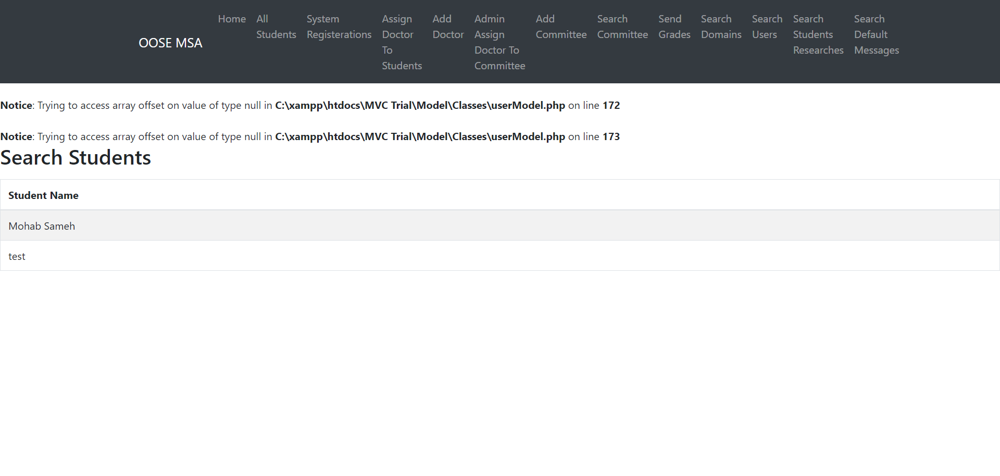 OOSE MSA
Home
All
Students
System
Registerations
Assign
Doctor
To
Students
Add
Doctor
Admin
Assign
Doctor To
Committee
Add
Committee
Search
Committee
Send
Grades
Search
Domains
Search
Users
Search
Students
Researches
Search
Default
Messages
Notice: Trying to access array offset on value of type null in C:\xampp\htdocs\MVC Trial\Model\Classes\userModel.php on line 172
Notice: Trying to access array offset on value of type null in C:\xampp\htdocs\MVC Trial\Model\Classes\userModel.php on line 173
Search Students
Student Name
Mohab Sameh
test